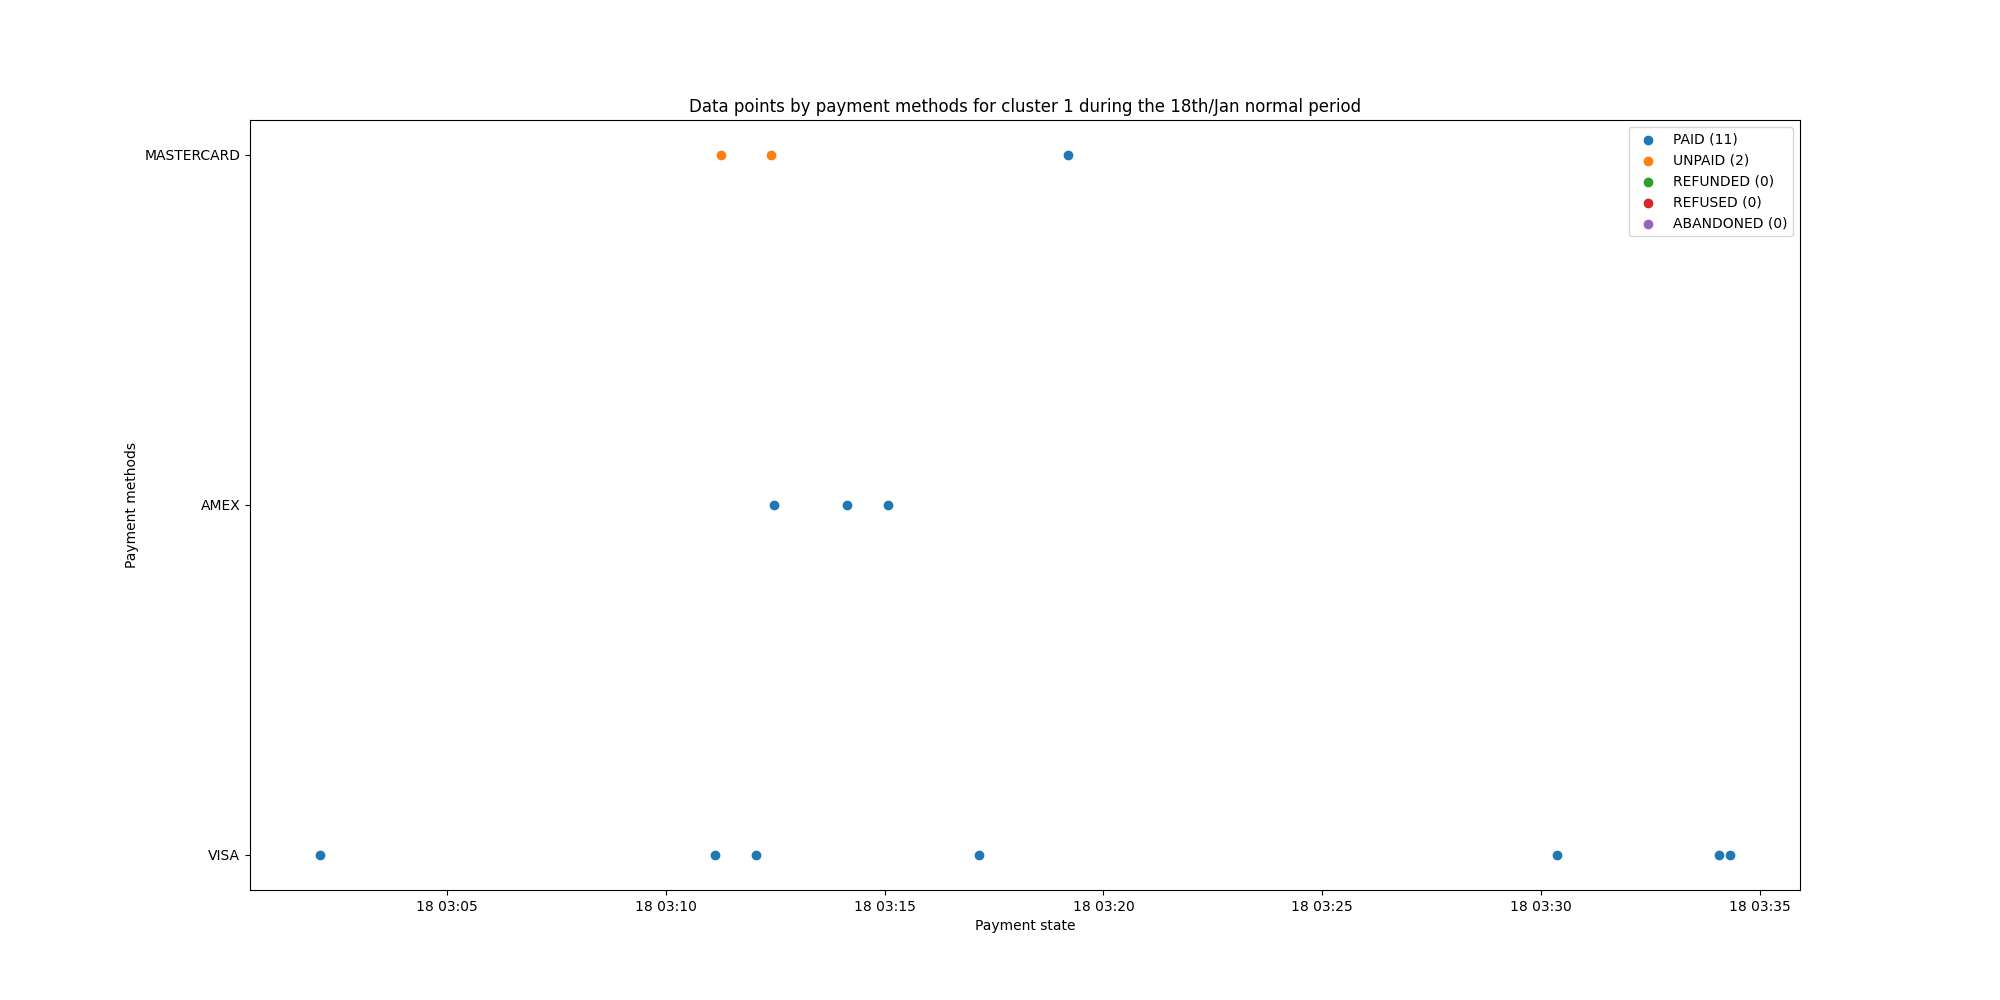 Data points by payment methods for cluster 1 during the 18th/Jan normal period
PAID (11)
UNPAID (2)
REFUNDED (0)
REFUSED (0)
ABANDONED (0)
Payment methods
MASTERCARD
AMEX
VISA
18 03:05 18 03:10 18 03:15 18 03:20 18 03:25 18 03:30 18 03:35
Payment state